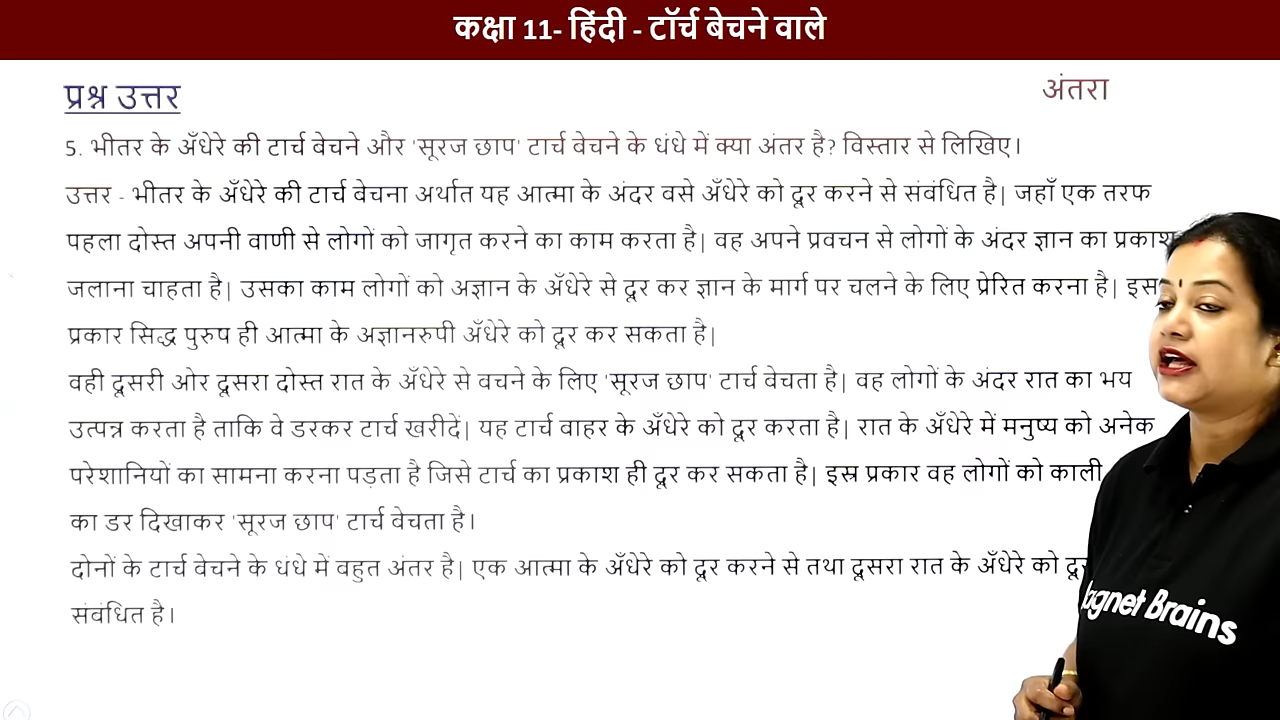 कक्षा 11- हिंदी - टॉर्च बेचने वाले
प्रश्न उत्तर
अंतरा
5. भीतर के अँधेरे की टार्च बेचने और 'सूरज छाप' टार्च बेचने के धंधे में क्या अंतर है? विस्तार से लिखिए।
उत्तर - भीतर के अँधेरे की टार्च बेचना अर्थात यह आत्मा के अंदर बसे अँधेरे को दूर करने से संबंधित है| जहाँ एक तरफ
पहला दोस्त अपनी वाणी से लोगों को जागृत करने का काम करता है| वह अपने प्रवचन से लोगों के अंदर ज्ञान का प्रकाश
जलाना चाहता है| उसका काम लोगों को अज्ञान के अँधेरे से दूर कर ज्ञान के मार्ग पर चलने के लिए प्रेरित करना है| इस
प्रकार सिद्ध पुरुष ही आत्मा के अज्ञानरुपी अँधेरे को दूर कर सकता है|
वही दूसरी ओर दूसरा दोस्त रात के अँधेरे से बचने के लिए 'सूरज छाप' टार्च बेचता है| वह लोगों के अंदर रात का भय
उत्पन्न करता है ताकि वे डरकर टार्च खरीदें| यह टार्च बाहर के अँधेरे को दूर करता है| रात के अँधेरे में मनुष्य को अनेक
परेशानियों का सामना करना पड़ता है जिसे टार्च का प्रकाश ही दूर कर सकता है| इस प्रकार वह लोगों को काली
का डर दिखाकर 'सूरज छाप' टार्च बेचता है।
दोनों के टार्च बेचने के धंधे में बहुत अंतर है| एक आत्मा के अँधेरे को दूर करने से तथा दूसरा रात के अँधेरे को
संबंधित है।
agnet Brains